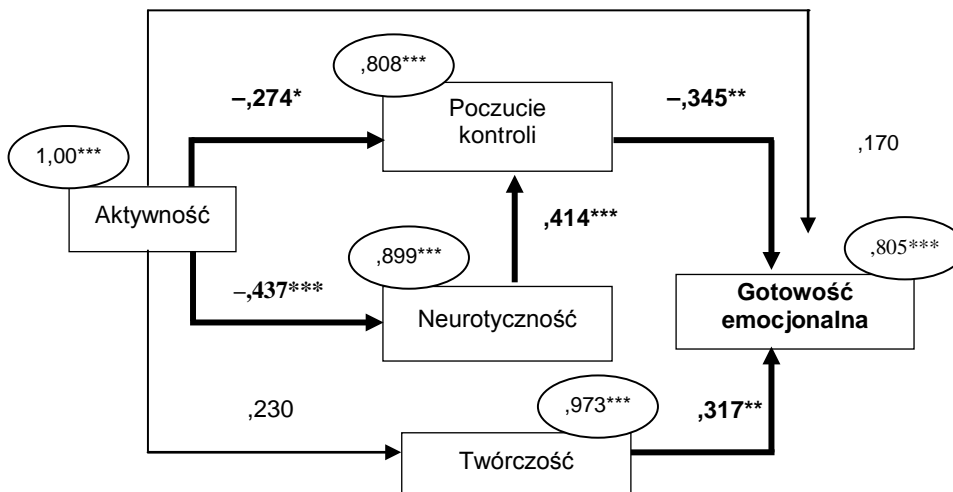 ,808***
–,274*
Poczucie
kontroli
–,345**
1,00***
,170
Aktywność
,414***
,899***
,805***
–,437***
Neurotyczność
Gotowość
emocjonalna
,230
,973***
,317**
Twórczość